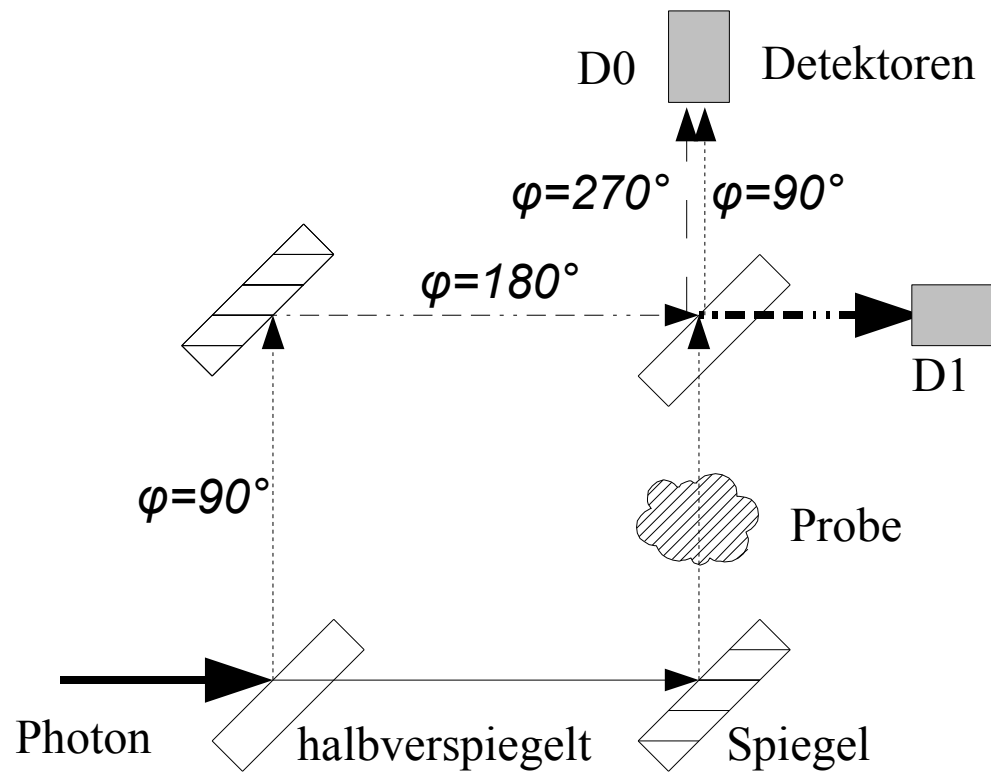 D0 Detektoren
φ=270° φ=90°
φ=180°
D1
φ=90°
Probe
Photon halbverspiegelt Spiegel